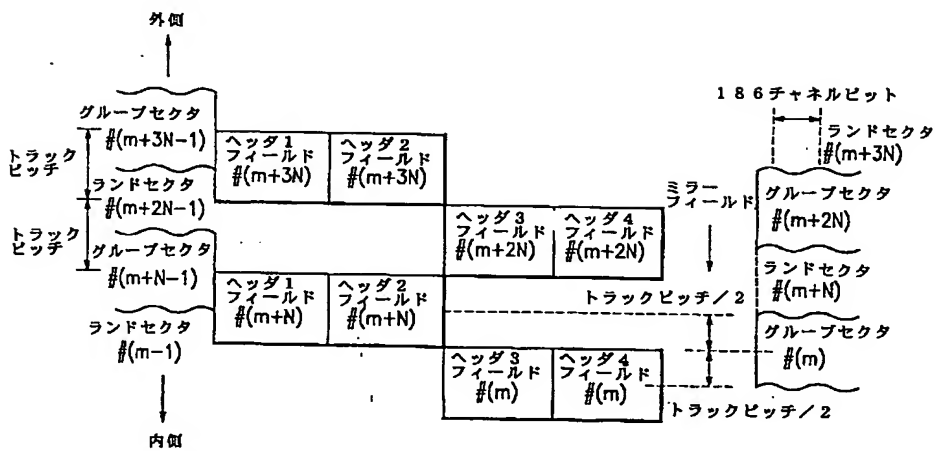 外側
グルーブセクタ
#(m+3N-1)
トラック
ピッチ
ランドセクタ
#(m+2N-1)
トラック
ピッチ
グルーブセクタ
#(m+N-1)
ランドセクタ
#(m-1)
内側
ヘッダ1
フィールド
#(m+3N)
ヘッダ2
フィールド
#(m+3N)
ヘッダ3
フィールド
#(m+2N)
ヘッダ4
フィールド
#(m+2N)
ヘッダ1
フィールド
#(m+N)
ヘッダ2
フィールド
#(m+N)
ヘッダ3
フィールド
#(m)
ヘッダ4
フィールド
#(m)
トラックピッチ/2
トラックピッチ/2
ミラー
フィールド
186チャネルビット
ランドセクタ
#(m+3N)
グルーブセクタ
#(m+2N)
ランドセクタ
#(m+N)
グルーブセクタ
#(m)